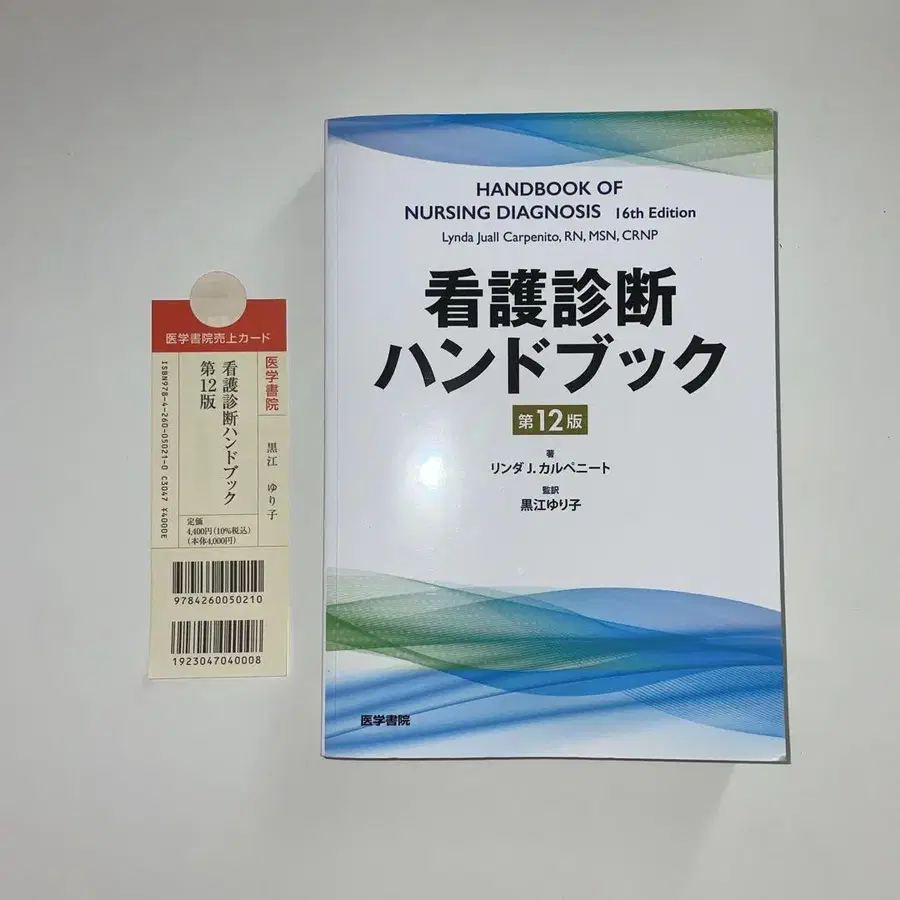 医学書院売上カード
医学書院
黒江 ゆり子
看護診断ハンドブック
第12版
定価
4,400円(10%税込)
(本体4,000円)
ISBN978-4-260-05021-0 C3047 ¥4000E
9784260050210
1923047040008
HANDBOOK OF
NURSING DIAGNOSIS 16th Edition
Lynda Juall Carpenito, RN, MSN, CRNP
看護診断
ハンドブック
第12版
著
リンダ J. カルペニート
監訳
黒江ゆり子
医学書院